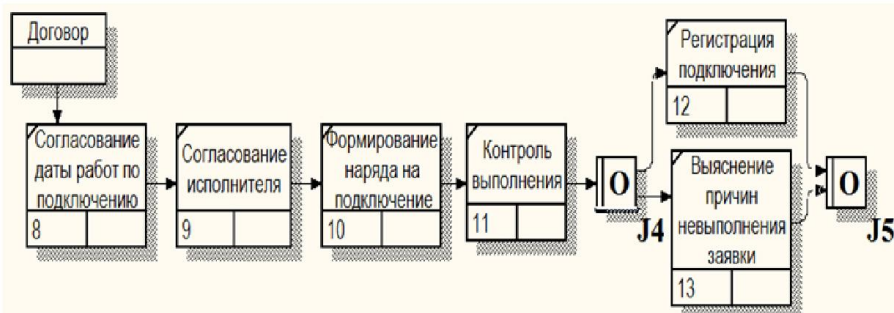 Договор
Согласование
даты работ по
подключению
8
Согласование
исполнителя
9
Формирование
наряда на
подключение
10
Контроль
выполнения
11
O
J4
Регистрация
подключения
12
Выяснение
причин
невыполнения
заявки
13
O
J5